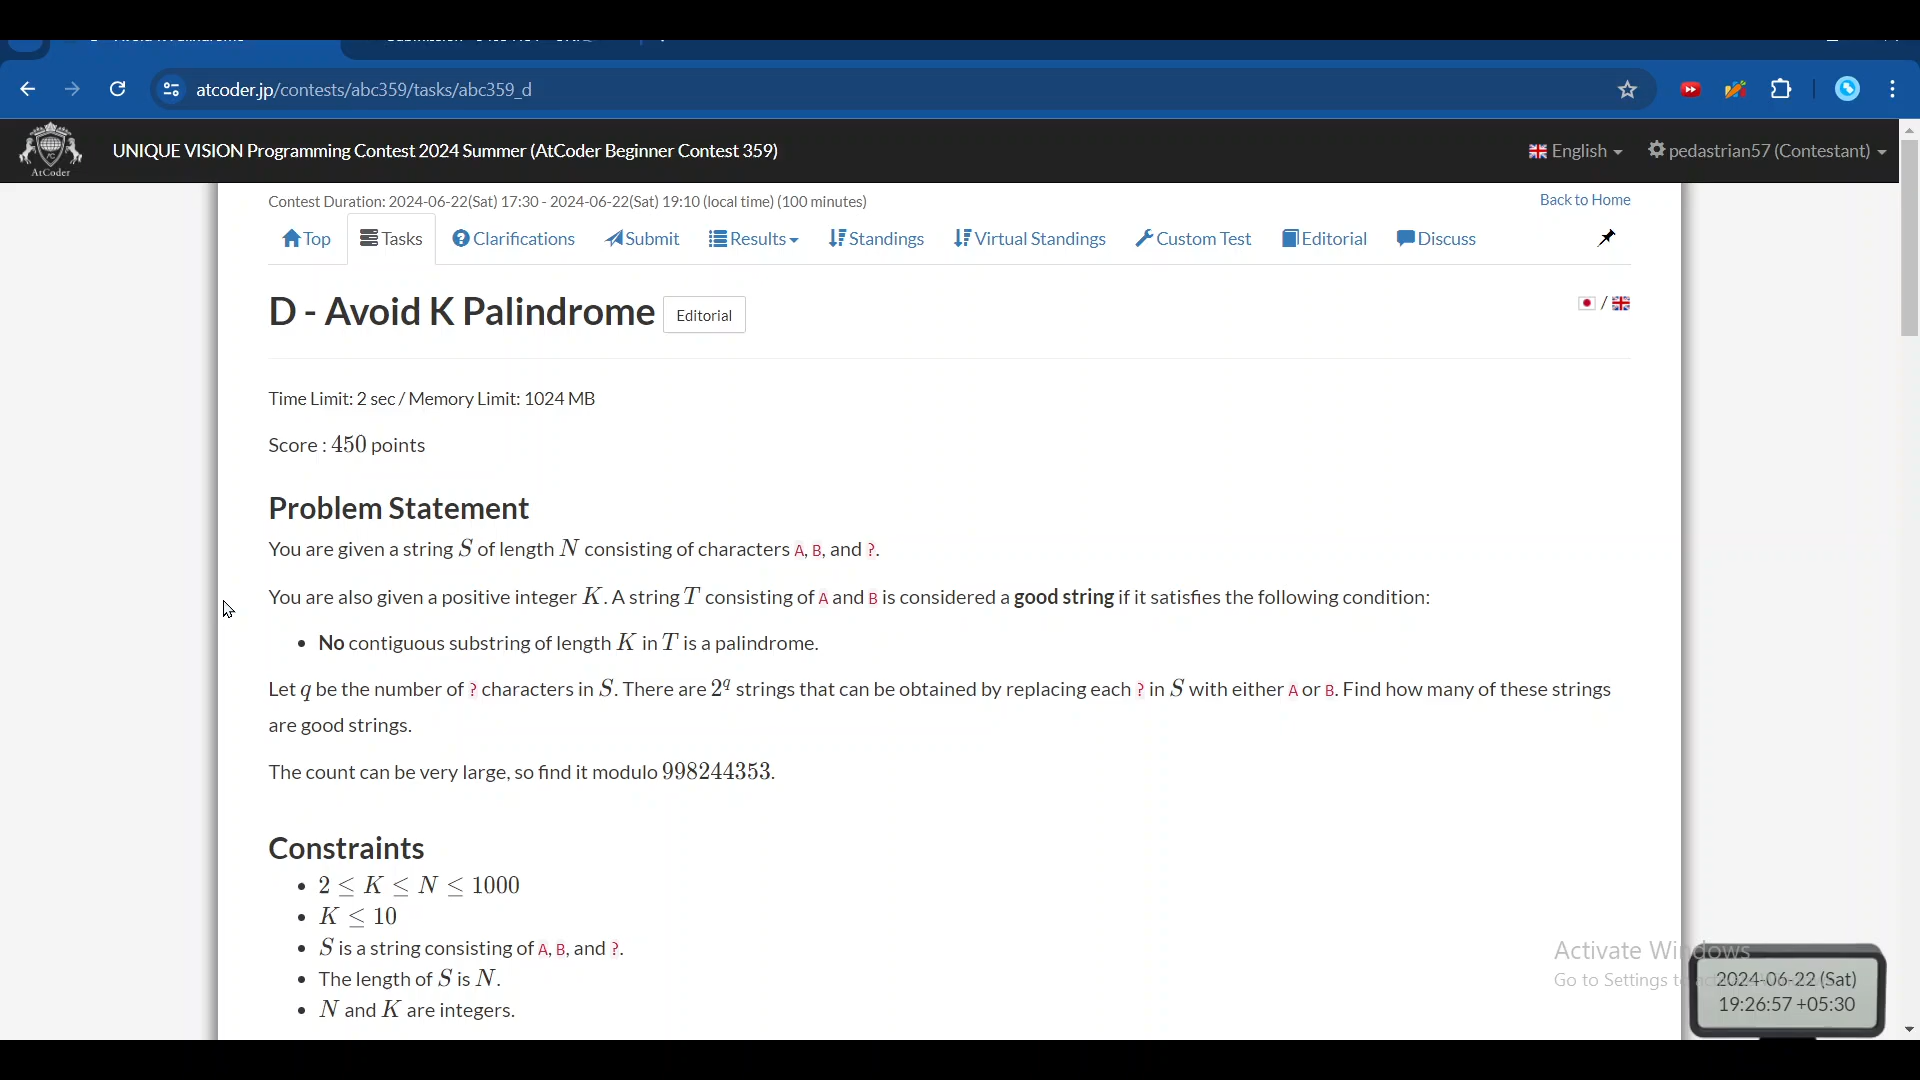 atcoder.jp/contests/abc359/tasks/abc359_d
AtCoder
UNIQUE VISION Programming Contest 2024 Summer (AtCoder Beginner Contest 359)
English
pedastrian57 (Contestant)
Contest Duration: 2024-06-22(Sat) 17:30 - 2024-06-22(Sat) 19:10 (local time) (100 minutes)
Back to Home
Top Tasks Clarifications Submit Results Standings Virtual Standings Custom Test Editorial Discuss
D - Avoid K Palindrome Editorial
/
Time Limit: 2 sec / Memory Limit: 1024 MB
Score : 450 points
Problem Statement
You are given a string S of length N consisting of characters A, B, and ?.
You are also given a positive integer K. A string T consisting of A and B is considered a good string if it satisfies the following condition:
• No contiguous substring of length K in T is a palindrome.
Let q be the number of ? characters in S. There are 2^q strings that can be obtained by replacing each ? in S with either A or B. Find how many of these strings
are good strings.
The count can be very large, so find it modulo 998244353.
Constraints
• 2 ≤ K ≤ N ≤ 1000
• K ≤ 10
• S is a string consisting of A, B, and ?.
• The length of S is N.
• N and K are integers.
Activate Windows
Go to Settings to
2024-06-22 (Sat)
19:26:57 +05:30